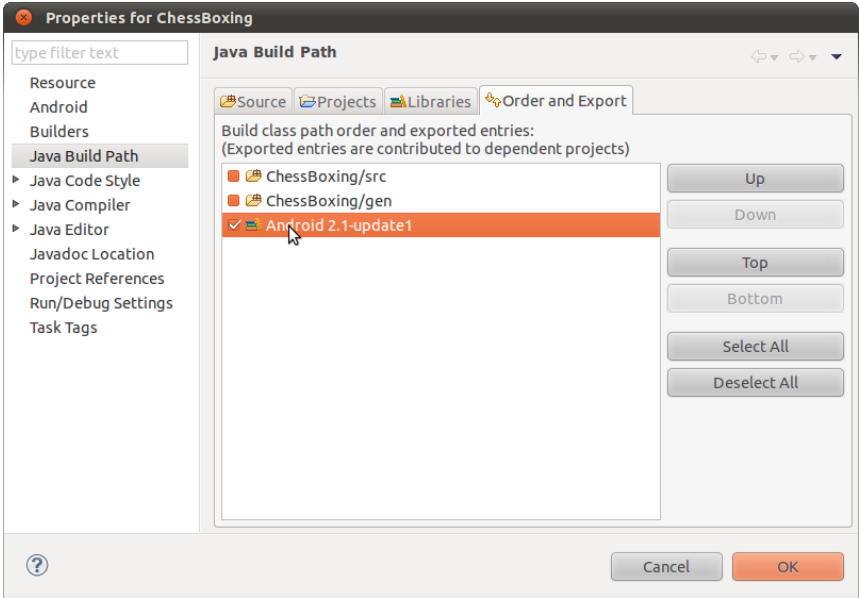 Properties for ChessBoxing
type filter text
Resource
Android
Builders
Java Build Path
Java Code Style
Java Compiler
Java Editor
Javadoc Location
Project References
Run/Debug Settings
Task Tags
Java Build Path
Source
Projects
Libraries
Order and Export
Build class path order and exported entries:
(Exported entries are contributed to dependent projects)
ChessBoxing/src
ChessBoxing/gen
Android 2.1-update1
Up
Down
Top
Bottom
Select All
Deselect All
Cancel
OK